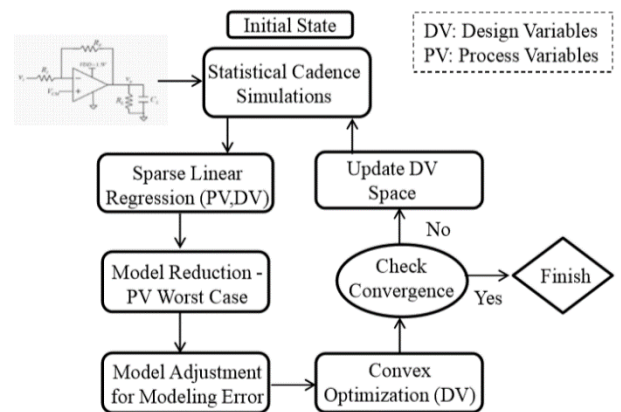 Initial State
DV: Design Variables
PV: Process Variables
Statistical Cadence
Simulations
Sparse Linear
Regression (PV,DV)
Update DV
Space
No
Model Reduction -
PV Worst Case
Check
Convergence
Yes
Finish
Model Adjustment
for Modeling Error
Convex
Optimization (DV)